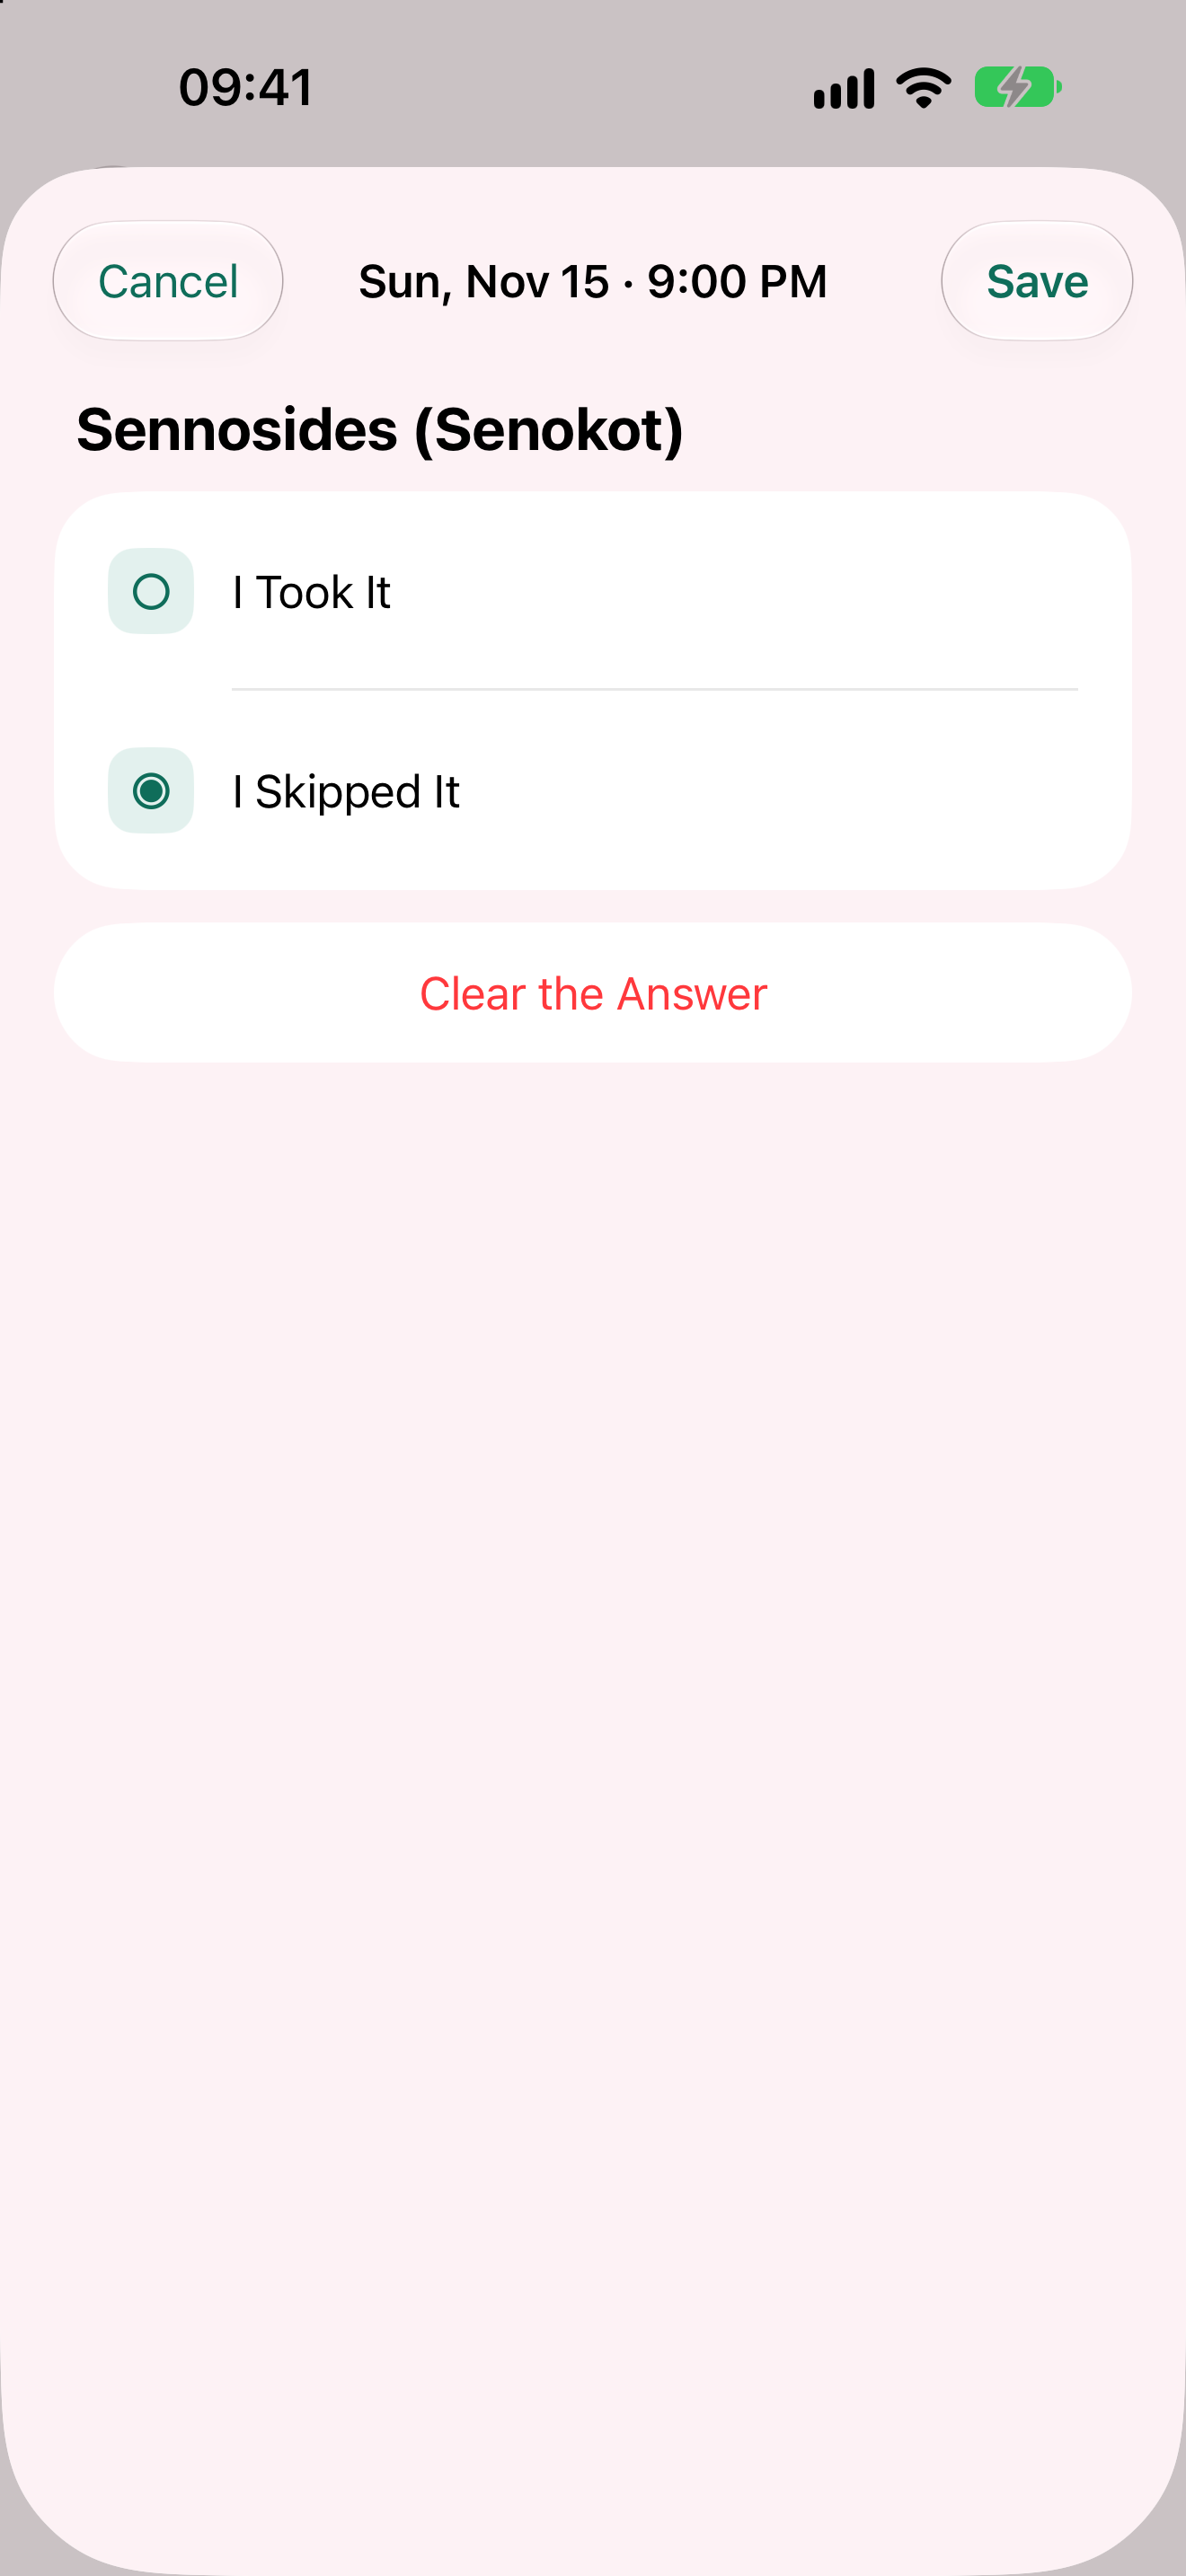 09:41
Cancel
Sun, Nov 15 · 9:00 PM
Save
Sennosides (Senokot)
I Took It
I Skipped It
Clear the Answer